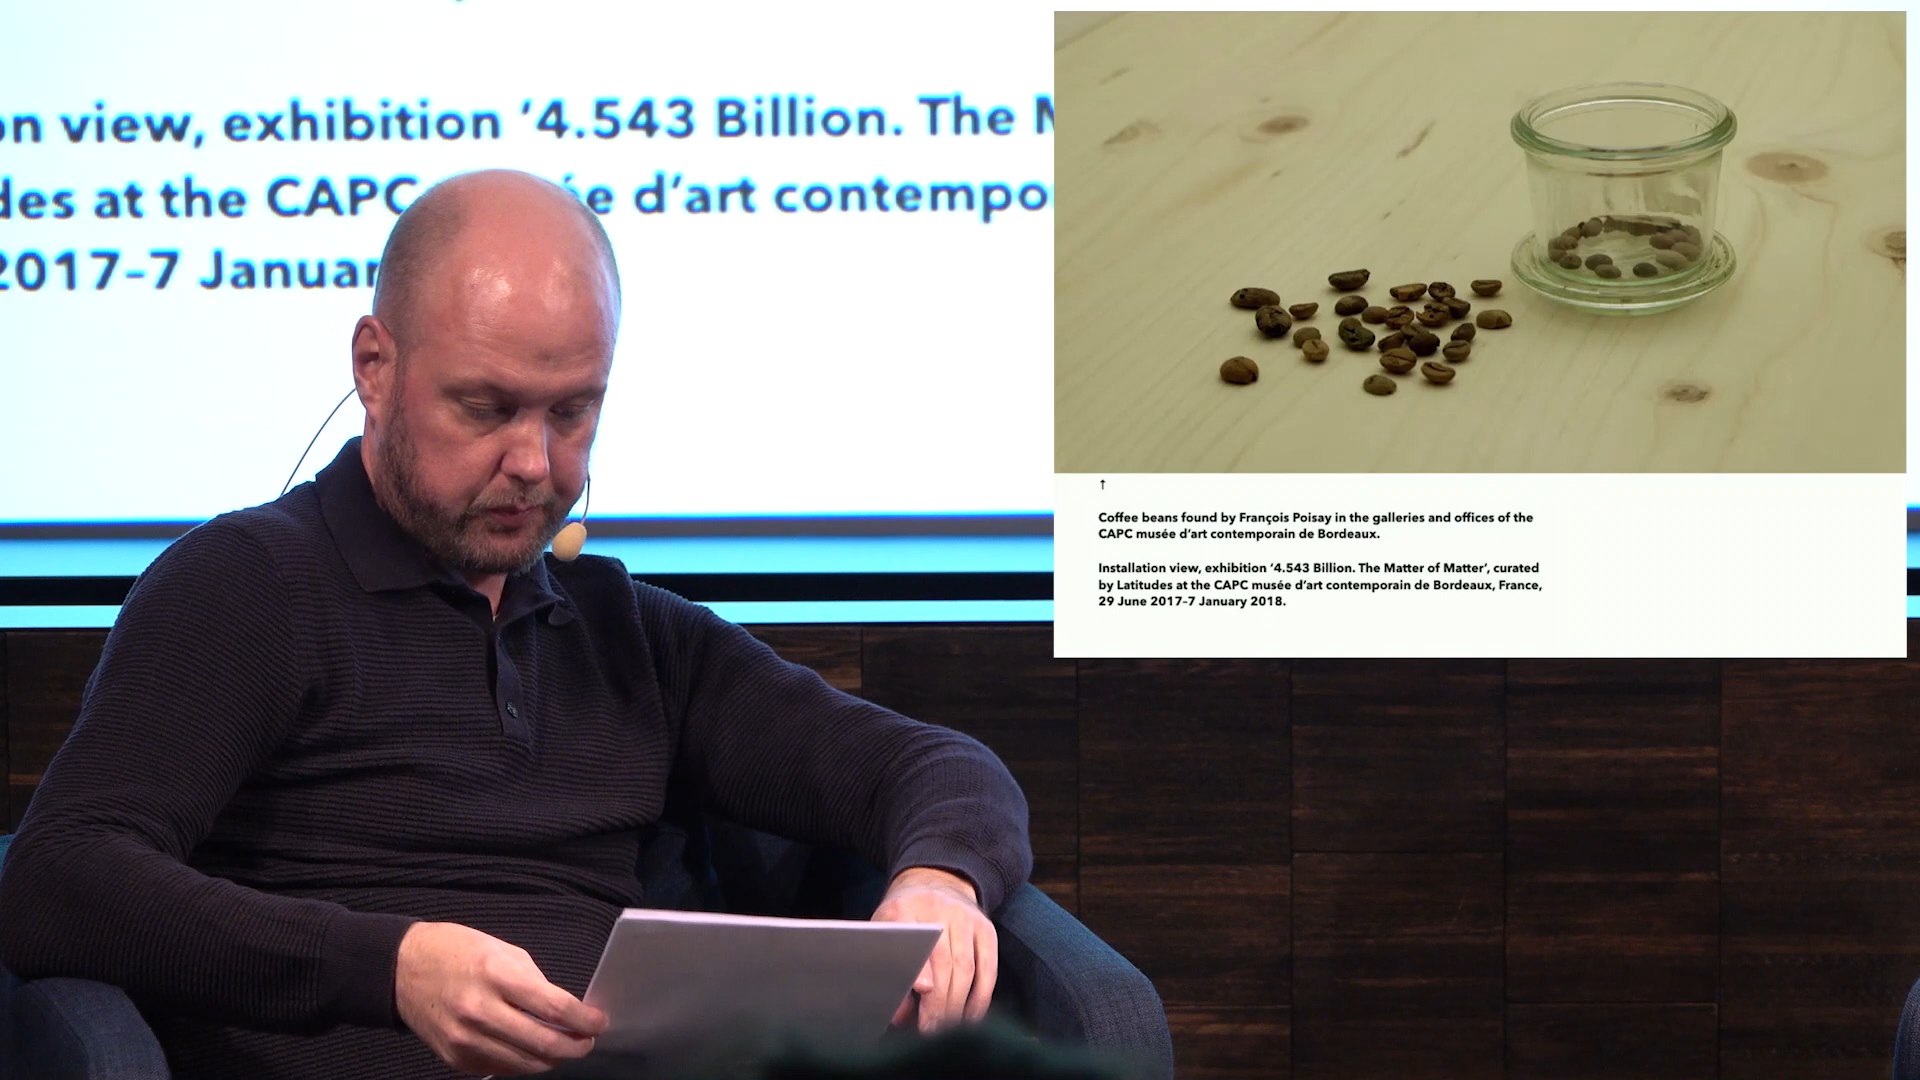 on view, exhibition ‘4.543 Billion. The M
des at the CAPC ée d’art contempo
2017–7 Januar
↑
Coffee beans found by François Poisay in the galleries and offices of the
CAPC musée d’art contemporain de Bordeaux.
Installation view, exhibition ‘4.543 Billion. The Matter of Matter’, curated
by Latitudes at the CAPC musée d’art contemporain de Bordeaux, France,
29 June 2017–7 January 2018.